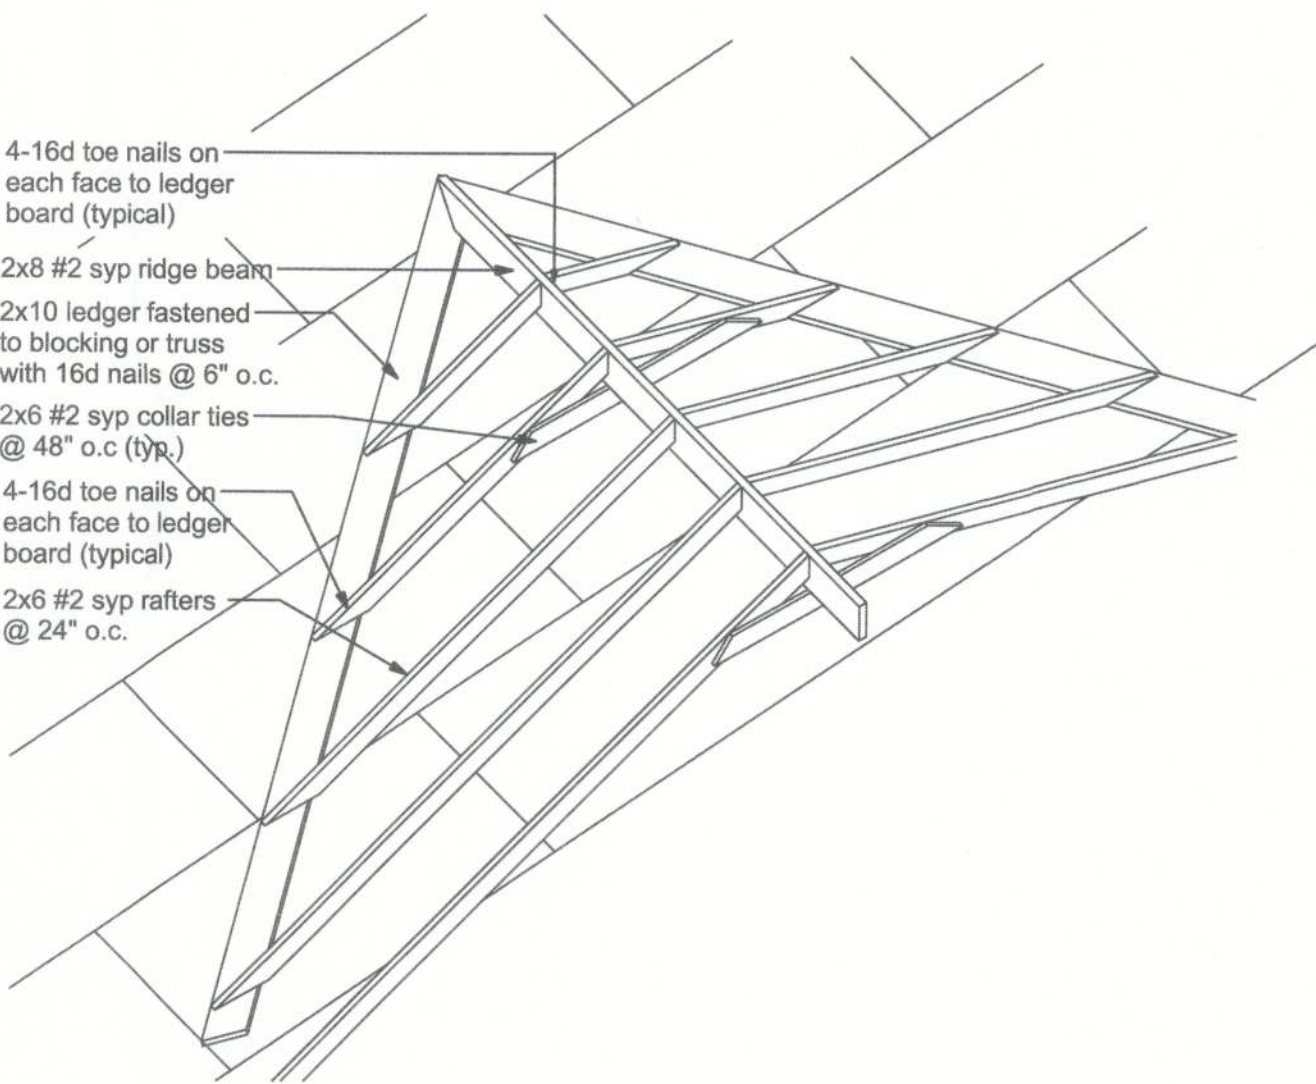 4-16d toe nails on
each face to ledger
board (typical)
2x8 #2 syp ridge beam
2x10 ledger fastened
to blocking or truss
with 16d nails @ 6" o.c.
2x6 #2 syp collar ties
@ 48" o.c (typ.)
4-16d toe nails on
each face to ledger
board (typical)
2x6 #2 syp rafters
@ 24" o.c.